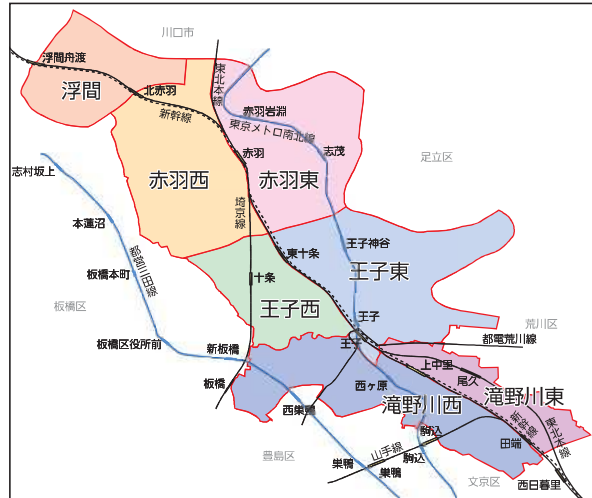 川口市
浮間舟渡
浮間
北赤羽
新幹線
東北本線
赤羽岩淵
東京メトロ南北線
志茂
赤羽
足立区
志村坂上
赤羽西
赤羽東
本蓮沼
埼京線
都営三田線
板橋本町
東十条
王子神谷
王子東
十条
板橋区
王子西
王子
荒川区
板橋区役所前
新板橋
王子
都電荒川線
上中里
板橋
西ヶ原
尾久
滝野川東
西巣鴨
滝野川西
新幹線
東北本線
駒込
田端
山手線
豊島区
巣鴨
駒込
巣鴨
文京区
西日暮里